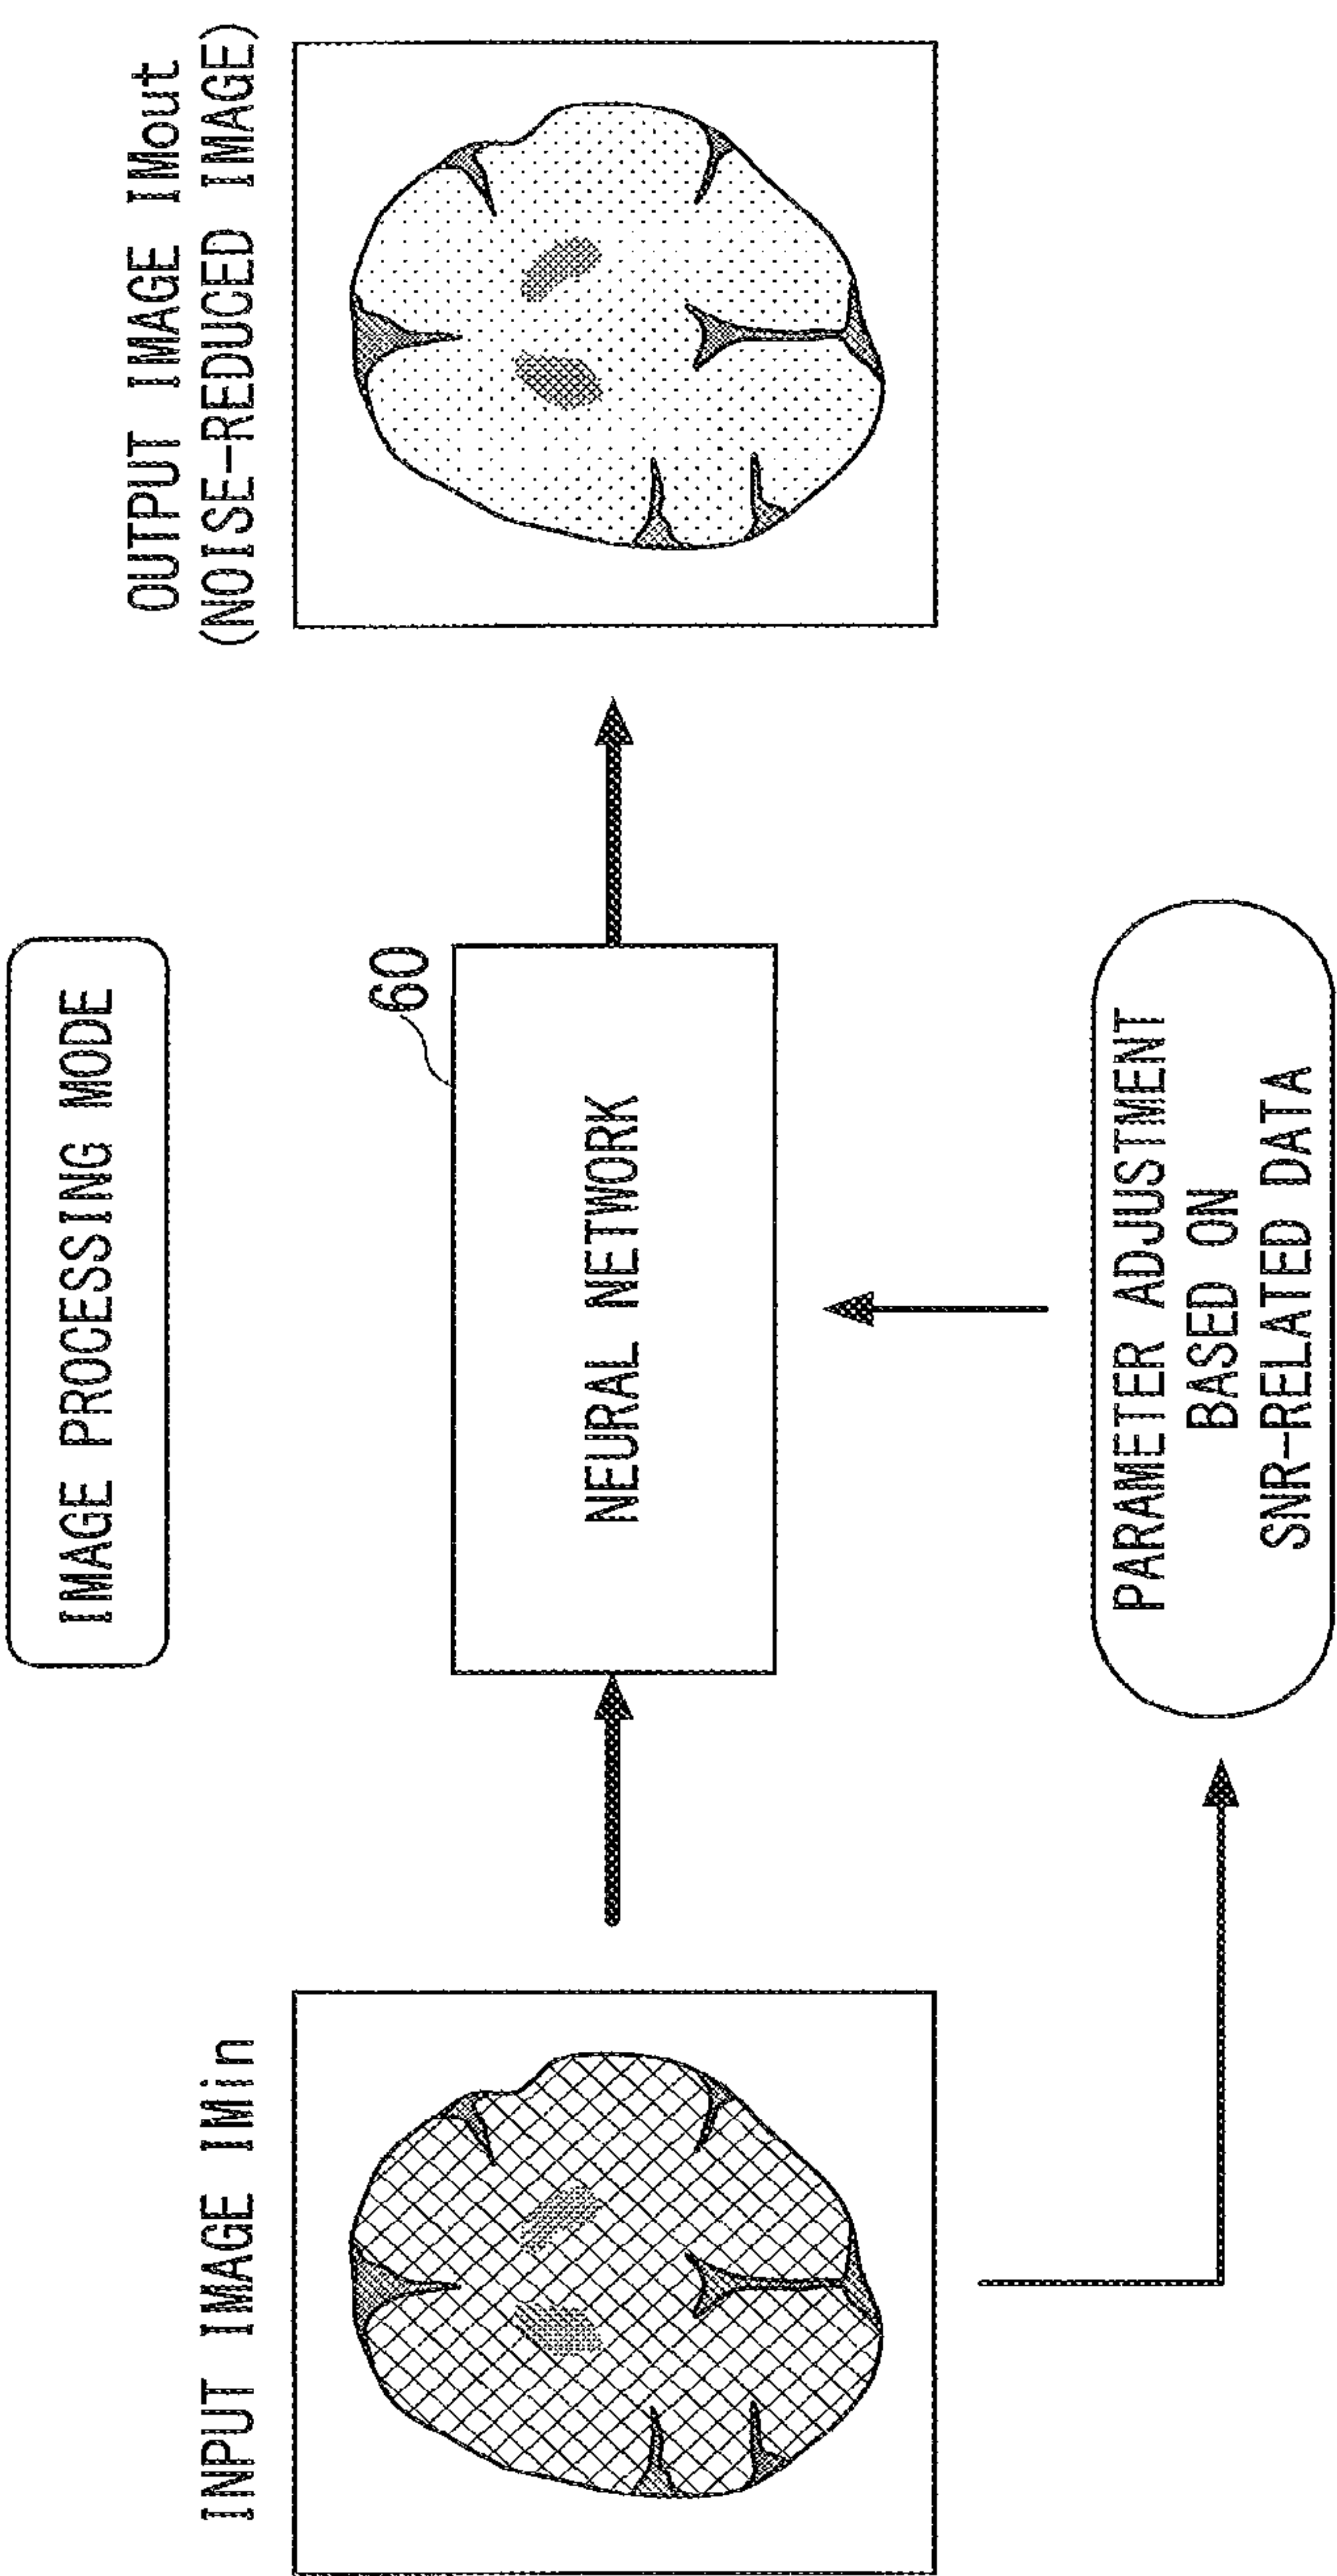 IMAGE PROCESSING MODE
INPUT IMAGE IMin
60
NEURAL NETWORK
OUTPUT IMAGE IMout
(NOISE-REDUCED IMAGE)
PARAMETER ADJUSTMENT
BASED ON
SNR-RELATED DATA